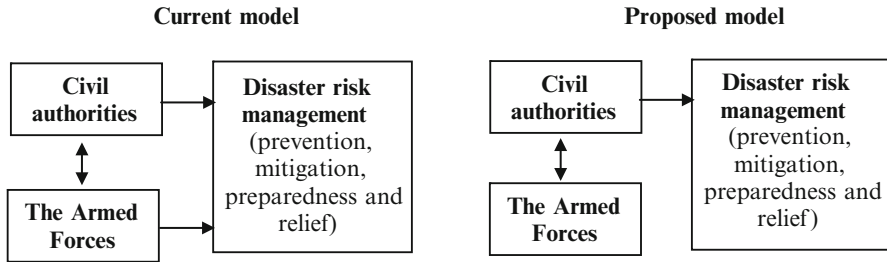 Current model
Civil
authorities
The Armed
Forces
Disaster risk
management
(prevention,
mitigation,
preparedness and
relief)
Proposed model
Civil
authorities
The Armed
Forces
Disaster risk
management
(prevention,
mitigation,
preparedness and
relief)